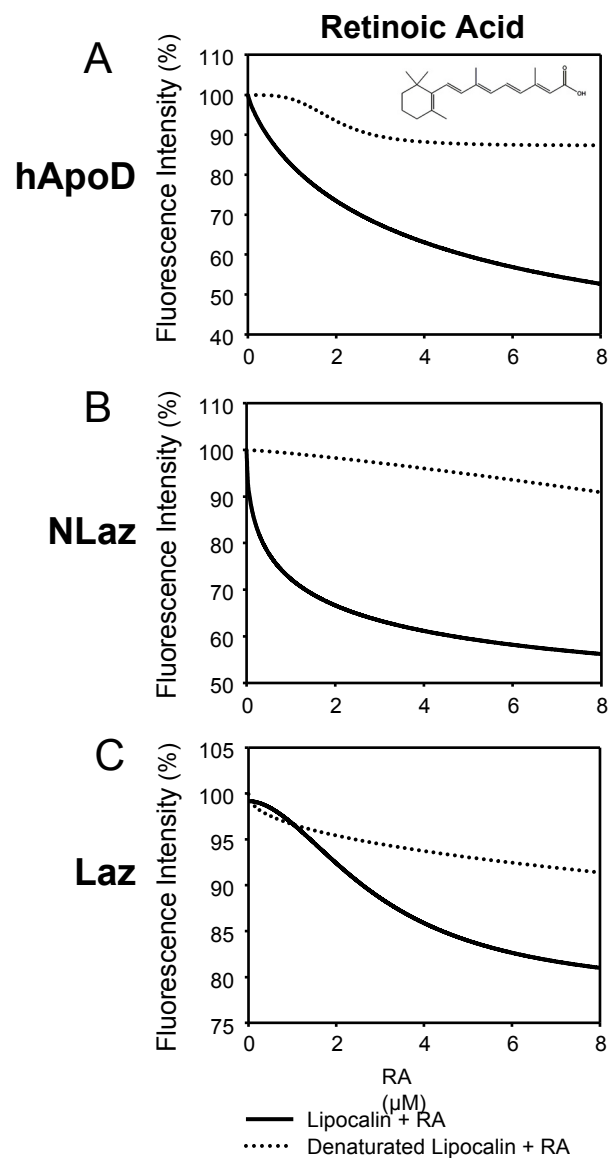 Retinoic Acid
A
hApoD
Fluorescence Intensity (%)
110
100
90
80
70
60
50
40
0 2 4 6 8
O
OH
B
NLaz
Fluorescence Intensity (%)
110
100
90
80
70
60
50
0 2 4 6 8
C
Laz
Fluorescence Intensity (%)
105
100
95
90
85
80
75
0 2 4 6 8
RA
(µM)
Lipocalin + RA
Denaturated Lipocalin + RA